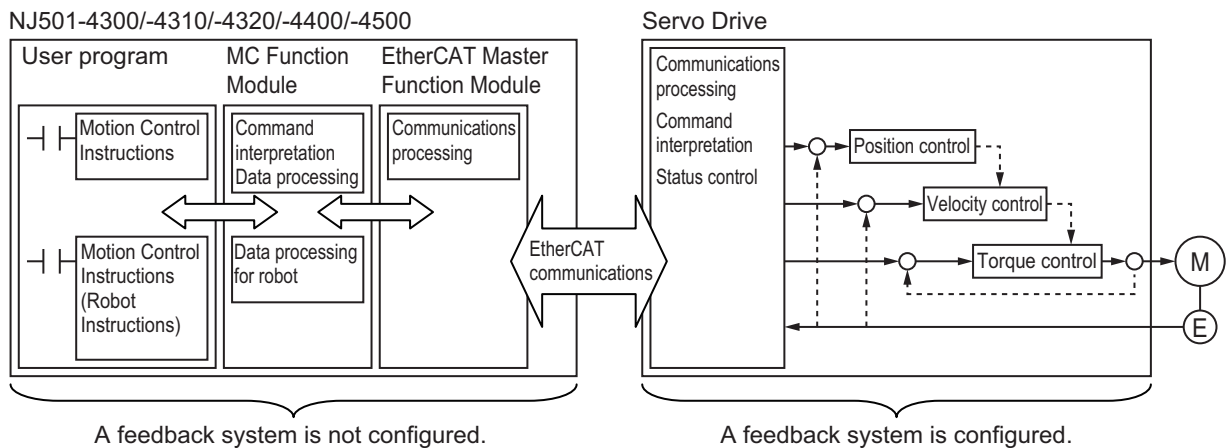 NJ501-4300/-4310/-4320/-4400/-4500
User program
MC Function
Module
EtherCAT Master
Function Module
Motion Control
Instructions
Command
interpretation
Data processing
Communications
processing
Motion Control
Instructions
(Robot
Instructions)
Data processing
for robot
EtherCAT
communications
A feedback system is not configured.
Servo Drive
Communications
processing
Command
interpretation
Status control
Position control
Velocity control
Torque control
M
E
A feedback system is configured.